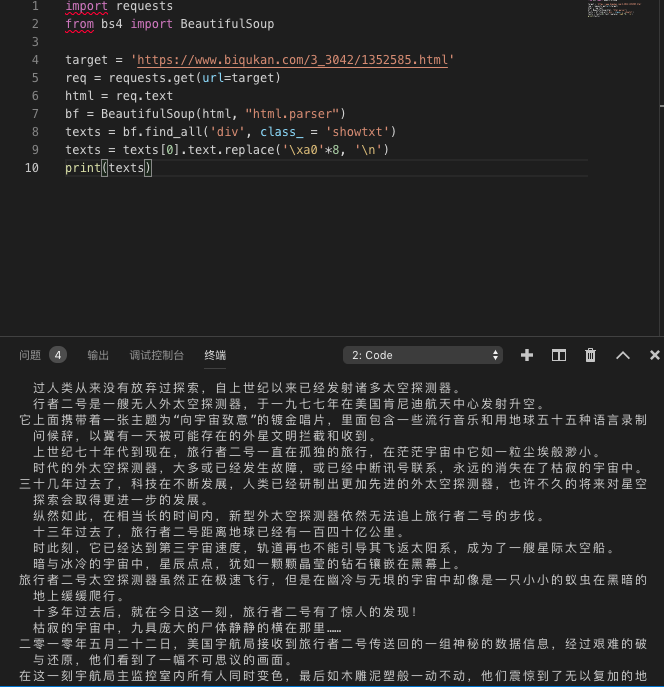 1 import requests
2 from bs4 import BeautifulSoup
3
4 target = 'https://www.biqukan.com/3_3042/1352585.html'
5 req = requests.get(url=target)
6 html = req.text
7 bf = BeautifulSoup(html, "html.parser")
8 texts = bf.find_all('div', class_ = 'showtxt')
9 texts = texts[0].text.replace('\xa0'*8, '\n')
10 print(texts)
问题 4 输出 调试控制台 终端 2: Code
过人类从来没有放弃过探索，自上世纪以来已经发射诸多太空探测器。
行者二号是一艘无人外太空探测器，于一九七七年在美国肯尼迪航天中心发射升空。
它上面携带着一张主题为“向宇宙致意”的镀金唱片，里面包含一些流行音乐和用地球五十五种语言录制
问候辞，以冀有一天被可能存在的外星文明拦截和收到。
上世纪七十年代到现在，旅行者二号一直在孤独的旅行，在茫茫宇宙中它如一粒尘埃般渺小。
时代的外太空探测器，大多或已经发生故障，或已经中断讯号联系，永远的消失在了枯寂的宇宙中。
三十几年过去了，科技在不断发展，人类已经研制出更加先进的外太空探测器，也许不久的将来对星空
探索会取得更进一步的发展。
纵然如此，在相当长的时间内，新型外太空探测器依然无法追上旅行者二号的步伐。
十三年过去了，旅行者二号距离地球已经有一百四十亿公里。
时此刻，它已经达到第三宇宙速度，轨道再也不能引导其飞返太阳系，成为了一艘星际太空船。
暗与冰冷的宇宙中，星辰点点，犹如一颗颗晶莹的钻石镶嵌在黑幕上。
旅行者二号太空探测器虽然正在极速飞行，但是在幽冷与无垠的宇宙中却像是一只小小的蚁虫在黑暗的
地上缓缓爬行。
十多年过去后，就在今日这一刻，旅行者二号有了惊人的发现！
枯寂的宇宙中，九具庞大的尸体静静的横在那里……
二零一零年五月二十二日，美国宇航局接收到旅行者二号传送回的一组神秘的数据信息，经过艰难的破
与还原，他们看到了一幅不可思议的画面。
在这一刻宇航局主监控室内所有人同时变色，最后如木雕泥塑般一动不动，他们震惊到了无以复加的地